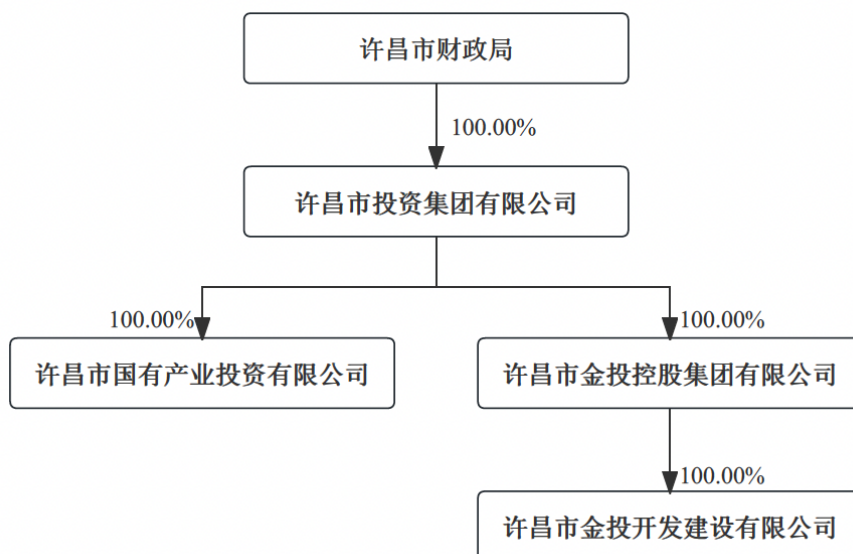 许昌市财政局
100.00%
许昌市投资集团有限公司
100.00%
100.00%
许昌市国有产业投资有限公司
许昌市金投控股集团有限公司
100.00%
许昌市金投开发建设有限公司